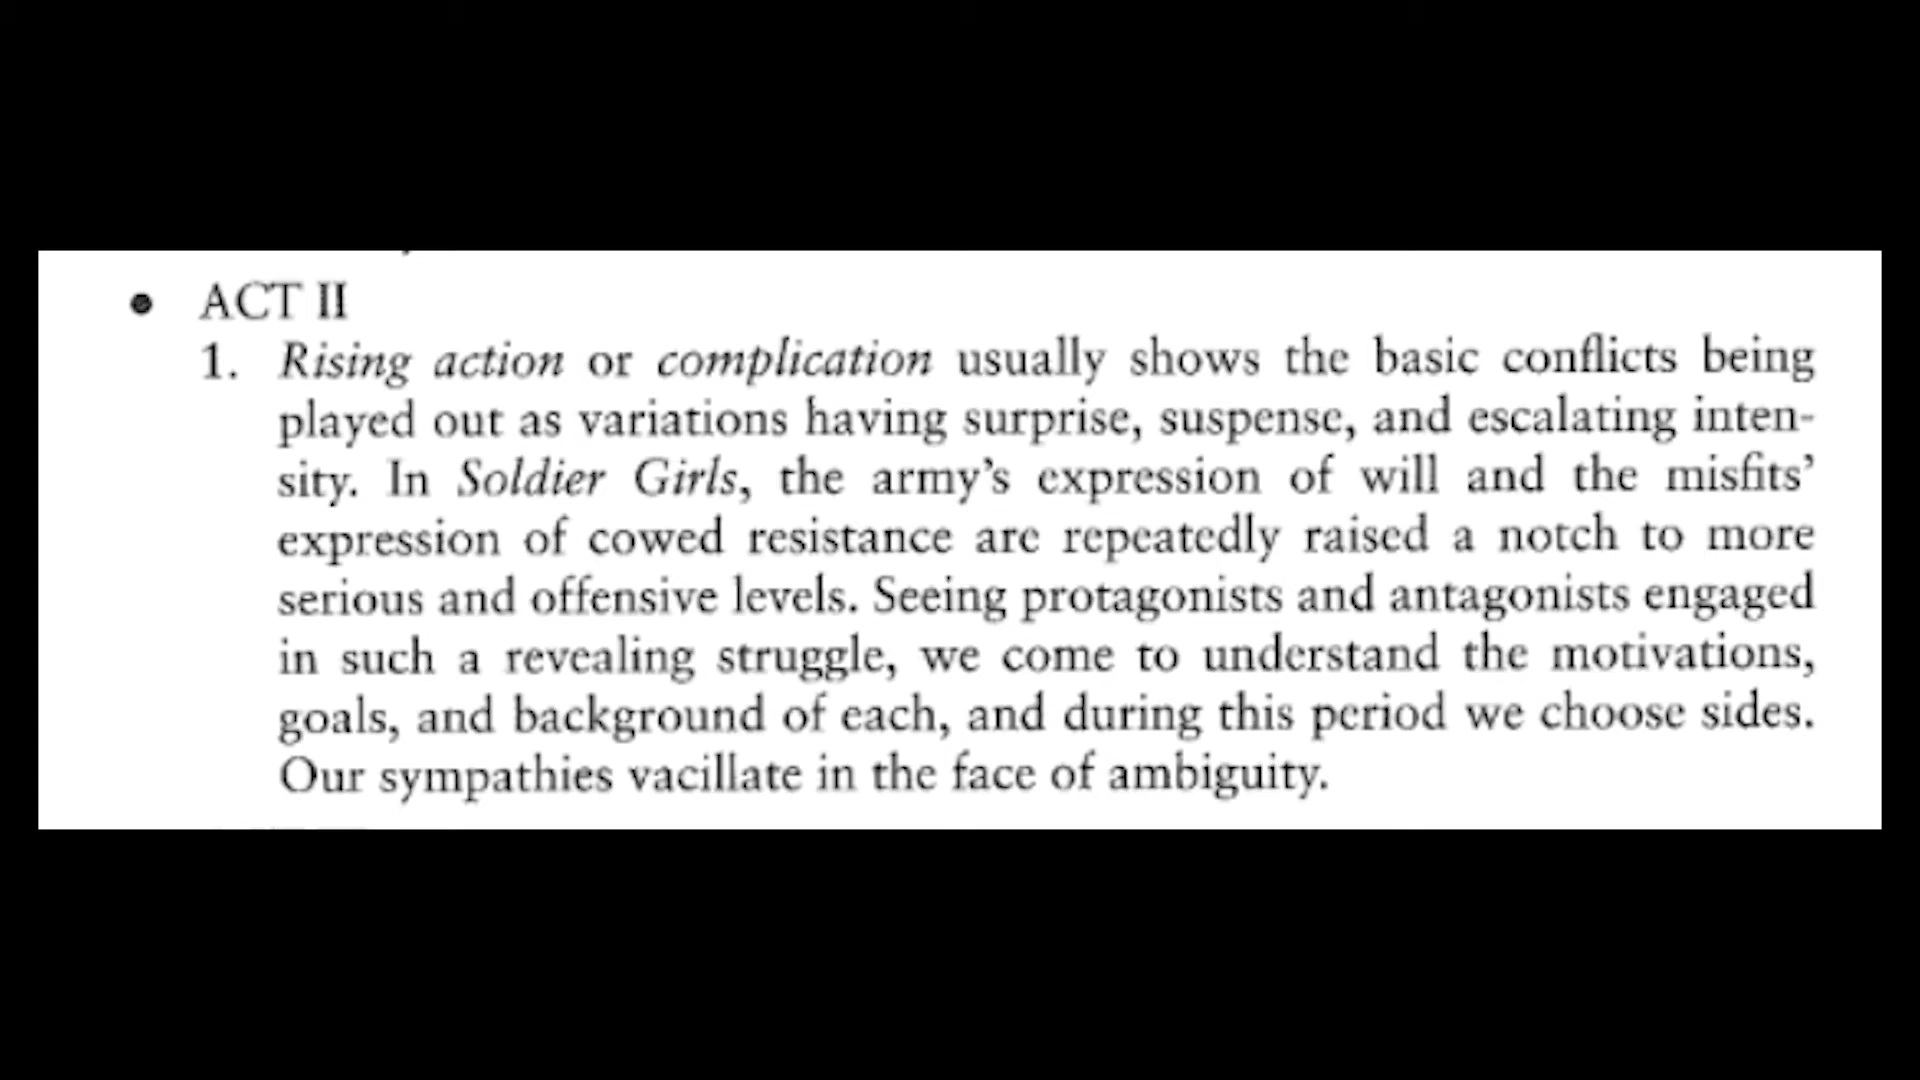 • ACT II
1. Rising action or complication usually shows the basic conflicts being
played out as variations having surprise, suspense, and escalating inten-
sity. In Soldier Girls, the army's expression of will and the misfits'
expression of cowed resistance are repeatedly raised a notch to more
serious and offensive levels. Seeing protagonists and antagonists engaged
in such a revealing struggle, we come to understand the motivations,
goals, and background of each, and during this period we choose sides.
Our sympathies vacillate in the face of ambiguity.